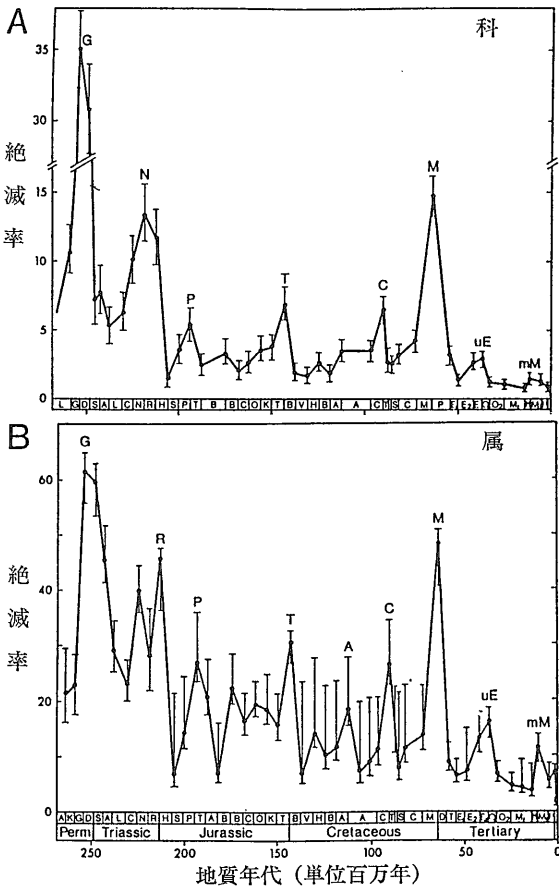 A
科
G
35
30
絶滅率
15
10
5
0
N
P
T
C
M
uE
mM
L G D S A L C N R H S P T B B C O K T B V H B A A C T S C M P
B
属
G
60
絶滅率
40
20
0
R
P
T
A
C
M
uE
mM
A K G D S A L C N R H S P T A B B C O K T B V H B A A C T S C M D T
Perm Triassic Jurassic Cretaceous Tertiary
250 200 150 100 50 0
地質年代 (単位百万年)